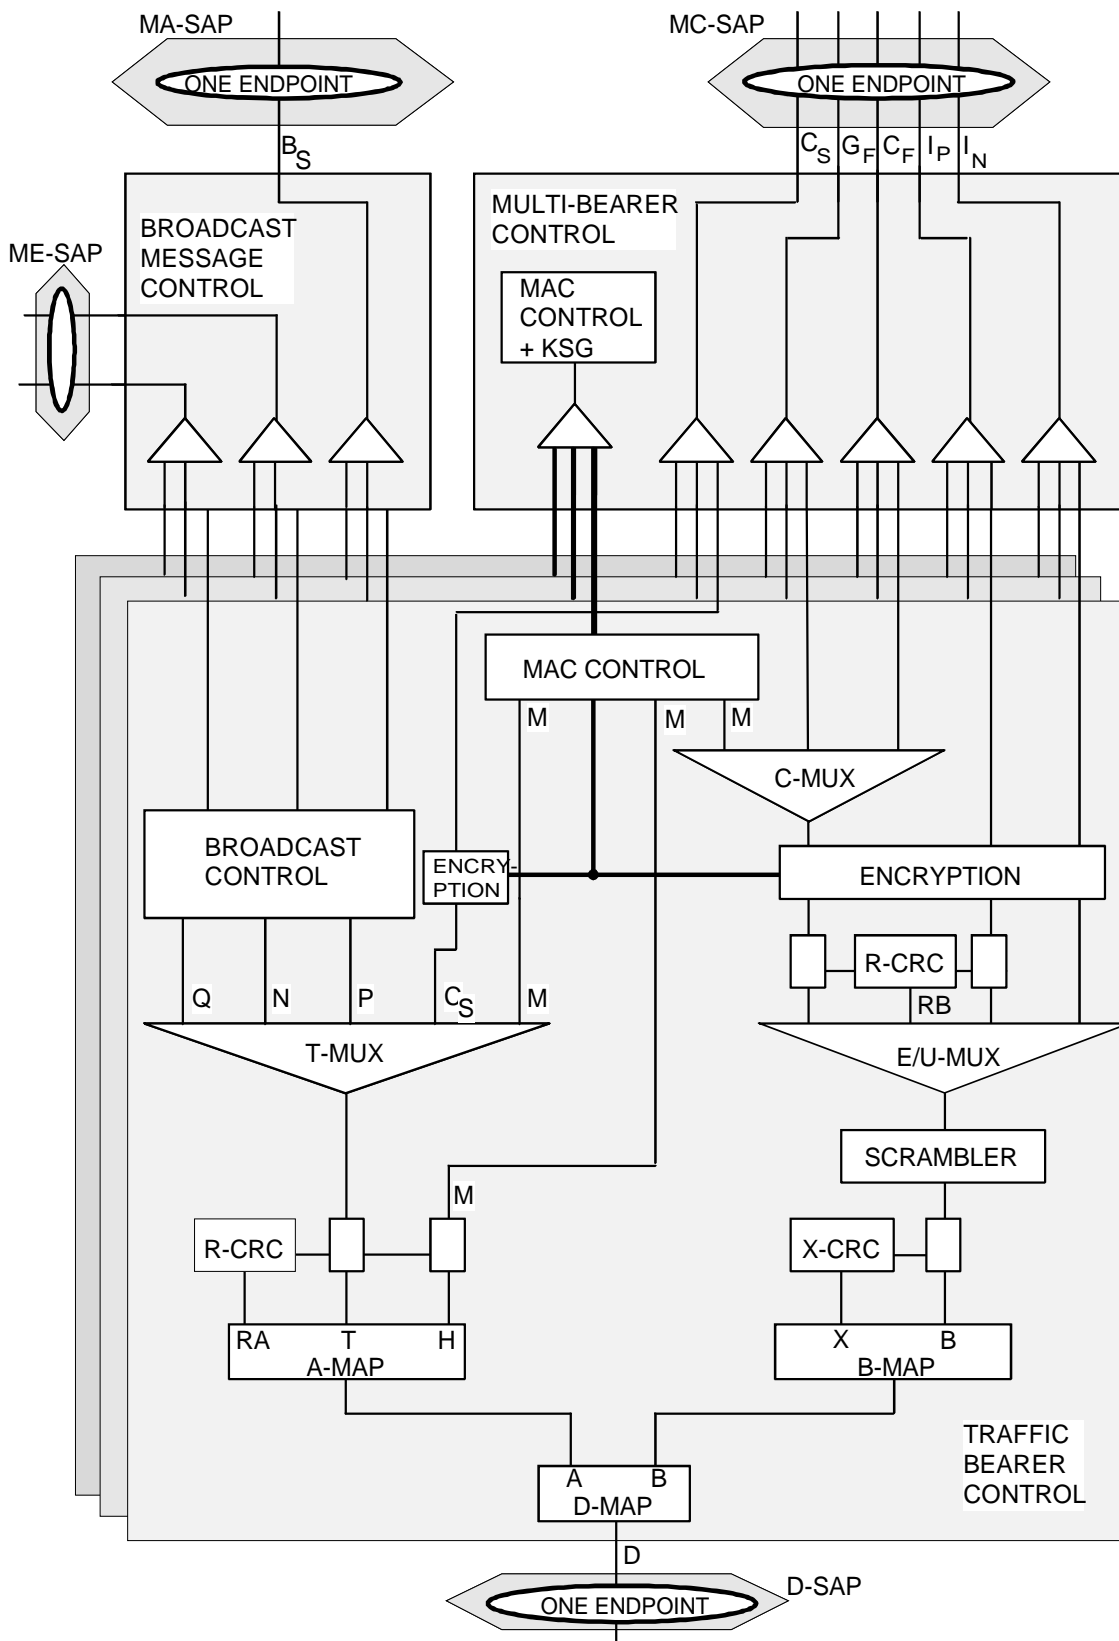 MA-SAP
MC-SAP
ONE ENDPOINT
ONE ENDPOINT
BS
CS GF CF IP IN
BROADCAST
MESSAGE
CONTROL
MULTI-BEARER
CONTROL
ME-SAP
MAC
CONTROL
+ KSG
MAC CONTROL
M
M
M
C-MUX
BROADCAST
CONTROL
ENCRY-
PTION
ENCRYPTION
R-CRC
RB
Q
N
P
CS
M
T-MUX
E/U-MUX
SCRAMBLER
M
R-CRC
X-CRC
RA
T
H
A-MAP
X
B
B-MAP
TRAFFIC
BEARER
CONTROL
A
B
D-MAP
D
D-SAP
ONE ENDPOINT